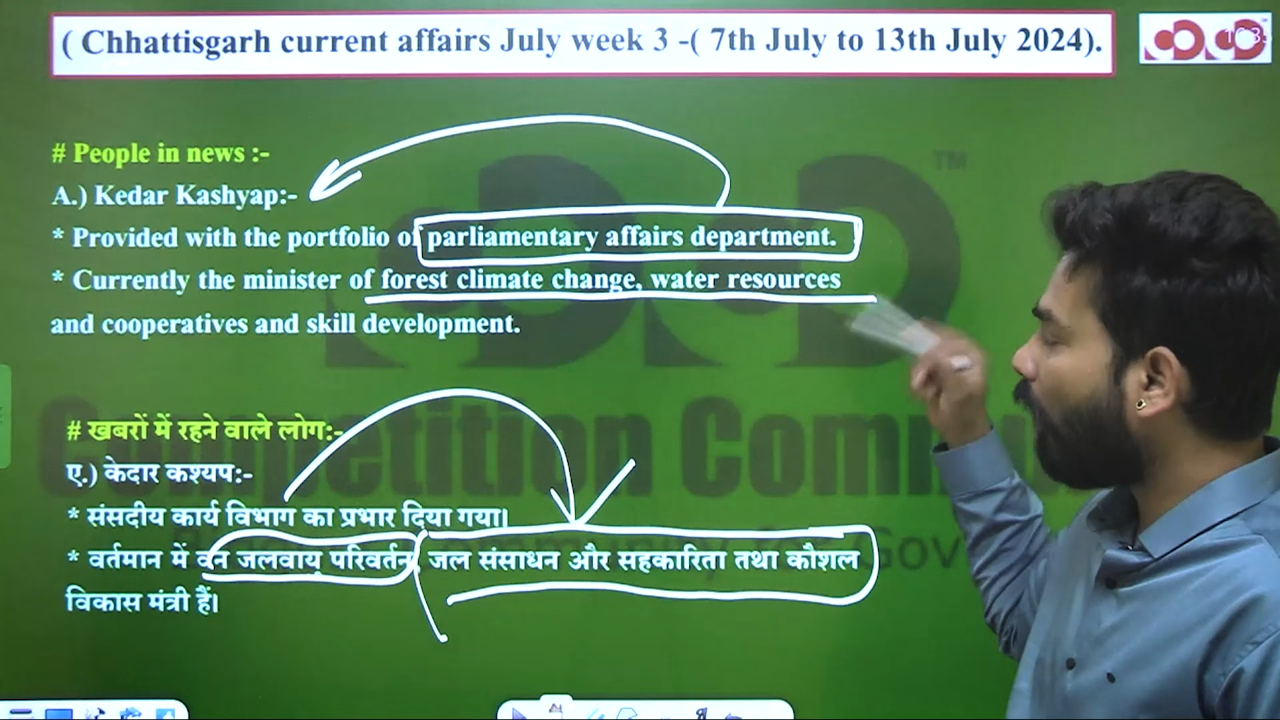 ( Chhattisgarh current affairs July week 3 -( 7th July to 13th July 2024).
# People in news :-
A.) Kedar Kashyap:-
* Provided with the portfolio of parliamentary affairs department.
* Currently the minister of forest climate change, water resources
and cooperatives and skill development.
# खबरों में रहने वाले लोग:-
ए.) केदार कश्यप:-
* संसदीय कार्य विभाग का प्रभार दिया गया।
* वर्तमान में वन जलवायु परिवर्तन, जल संसाधन और सहकारिता तथा कौशल
विकास मंत्री हैं।
TM
Competition Commu